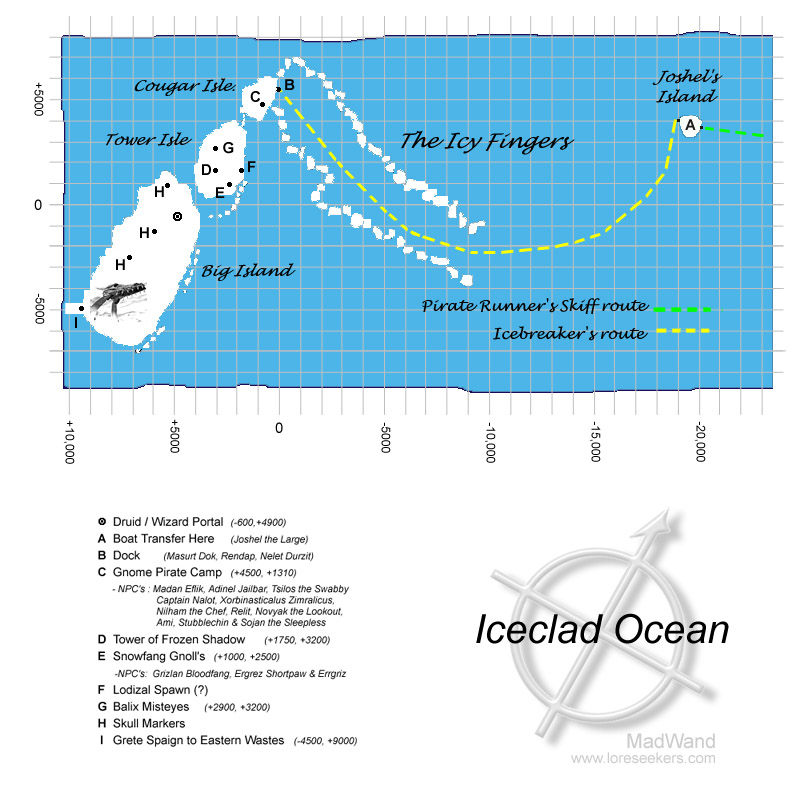 Cougar Isle.
B
C
Joshel's
Island
A
Tower Isle
G
The Icy Fingers
D
F
E
H
H
H
Big Island
I
Pirate Runner's Skiff route
Icebreaker's route
+5000
0
-5000
+10,000
+5000
0
-5000
-10,000
-15,000
-20,000
Druid / Wizard Portal (-600,+4900)
A Boat Transfer Here (Joshel the Large)
B Dock (Masurt Dok, Rendap, Nelet Durzit)
C Gnome Pirate Camp (+4500, +1310)
- NPC's : Madan Eflik, Adinel Jailbar, Tsilos the Swabby
Captain Nalot, Xorbinasticalus Zimralicus,
Nilham the Chef, Relit, Novyak the Lookout,
Ami, Stubblechin & Sojan the Sleepless
D Tower of Frozen Shadow (+1750, +3200)
E Snowfang Gnoll's (+1000, +2500)
-NPC's: Grizlan Bloodfang, Ergrez Shortpaw & Errgriz
F Lodizal Spawn (?)
G Balix Misteyes (+2900, +3200)
H Skull Markers
I Grete Spaign to Eastern Wastes (-4500, +9000)
Iceclad Ocean
MadWand
www.loreseekers.com